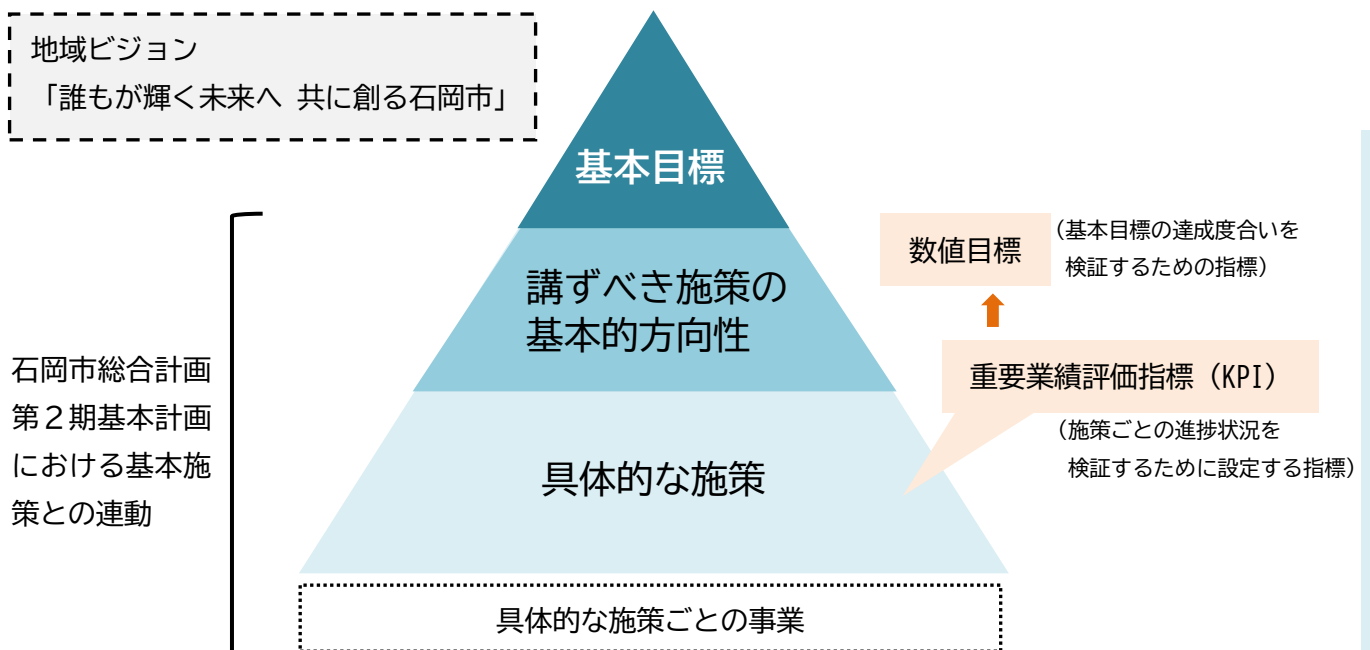 地域ビジョン
「誰もが輝く未来へ 共に創る石岡市」
基本目標
講ずべき施策の
基本的方向性
具体的な施策
具体的な施策ごとの事業
石岡市総合計画
第２期基本計画
における基本施
策との連動
数値目標
（基本目標の達成度合いを
検証するための指標）
重要業績評価指標（KPI）
（施策ごとの進捗状況を
検証するために設定する指標）